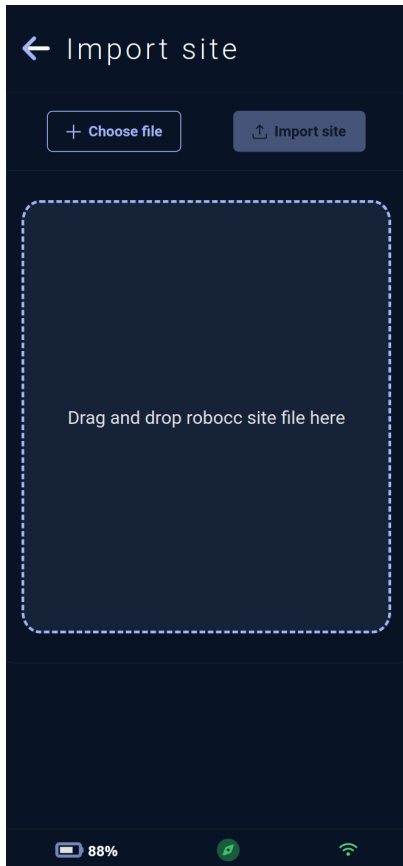 Import site
Choose file
Import site
Drag and drop robocc site file here
88%